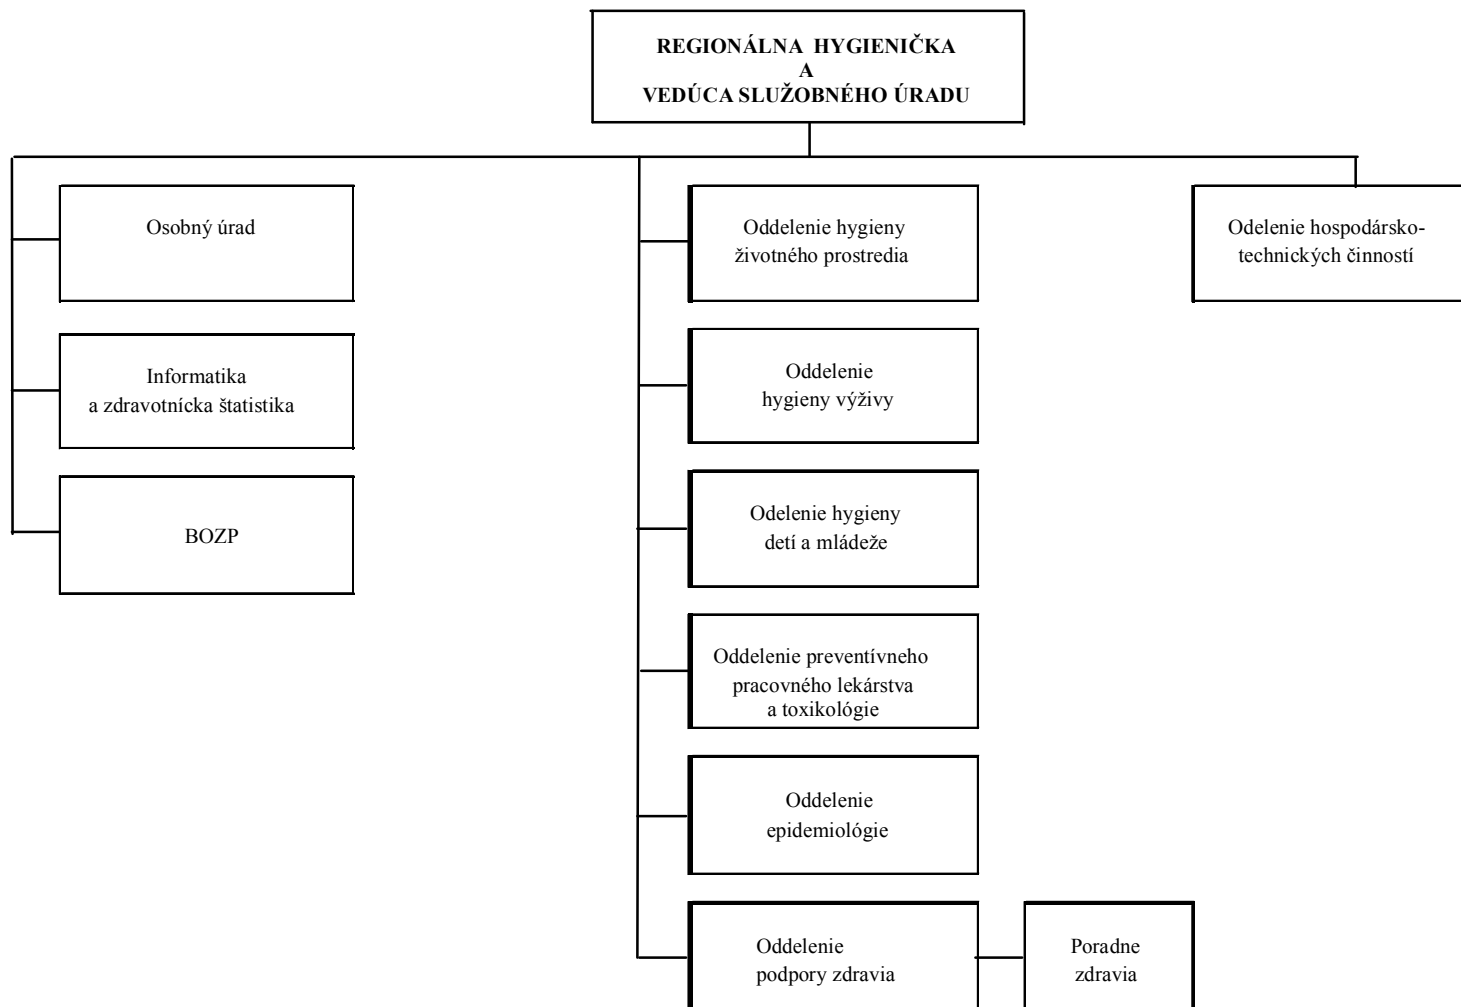 REGIONÁLNA HYGIENIČKA
A
VEDÚCA SLUŽOBNÉHO ÚRADU
Osobný úrad
Informatika
a zdravotnícka štatistika
BOZP
Oddelenie hygieny
životného prostredia
Oddelenie
hygieny výživy
Odelenie hygieny
detí a mládeže
Oddelenie preventívneho
pracovného lekárstva
a toxikológie
Oddelenie
epidemiológie
Oddelenie
podpory zdravia
Poradne
zdravia
Odelenie hospodársko-
technických činností